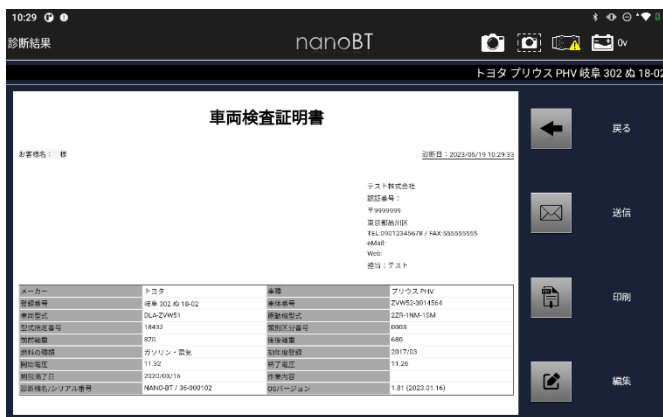 10:29
診断結果
nanoBT
0v
トヨタ プリウス PHV 岐阜 302 ぬ 18-02
車両検査証明書
お客様名： 様
診断日：2023/05/19 10:29:33
テスト株式会社
認証番号：
〒9999999
東京都品川区
TEL:09012345678 / FAX:555555555
eMail:
Web:
担当：テスト
メーカー トヨタ 車種 プリウス PHV
登録番号 岐阜 302 ぬ 18-02 車体番号 ZVW52-3014564
車両型式 DLA-ZVW51 原動機型式 2ZR-1NM-1SM
型式指定番号 18432 類別区分番号 0003
前前軸重 870 後後軸重 680
燃料の種類 ガソリン・電気 初年度登録 2017/03
開始電圧 11.32 終了電圧 11.26
期限満了日 2020/03/16 作業内容
診断機名/シリアル番号 NANO-BT / 36-000102 OSバージョン 1.81 (2023.01.16)
戻る
送信
印刷
編集